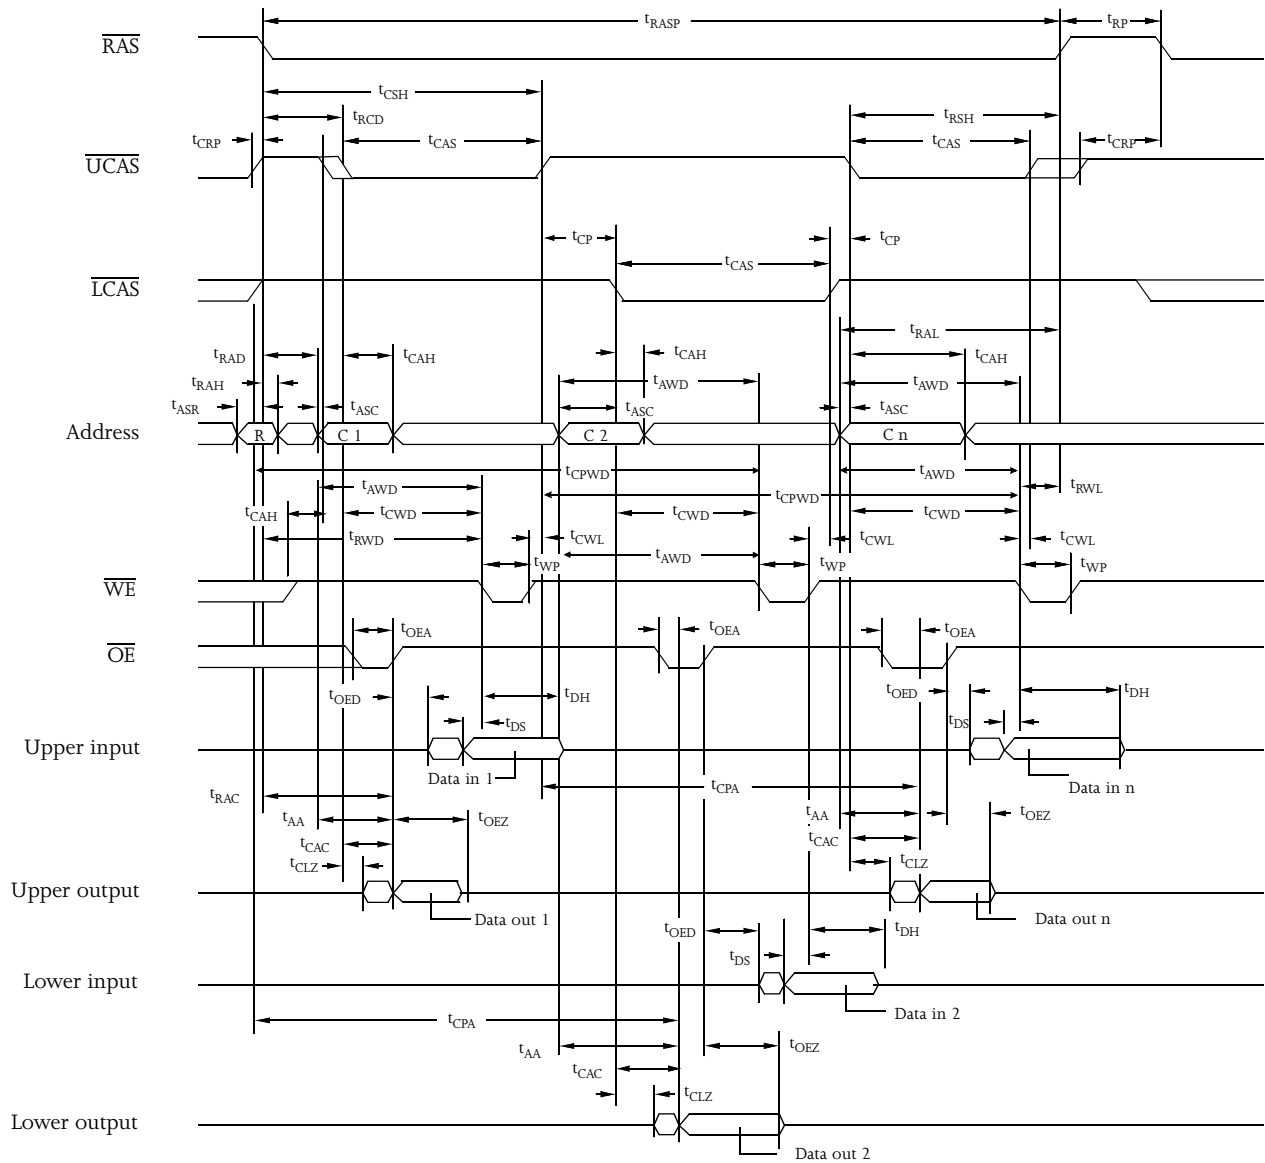 tRASP
tRP
RAS
tCSH
tRCD
tRSH
tCRP
tCAS
tCAS
tCRP
UCAS
tCP
tCP
tCAS
LCAS
tRAL
tRAD
tCAH
tCAH
tCAH
tRAH
tAWD
tAWD
tASR
tASC
tASC
tASC
Address
R
C 1
C 2
C n
tCPWD
tAWD
tAWD
tCPWD
tRWL
tCAH
tCWD
tCWD
tCWD
tRWD
tCWL
tCWL
tCWL
tAWD
tWP
tWP
tWP
WE
tOEA
tOEA
tOEA
OE
tOED
tDH
tOED
tDH
tDS
tDS
Upper input
Data in 1
tCPA
Data in n
tRAC
tAA
tOEZ
tAA
tOEZ
tCAC
tCAC
tCLZ
tCLZ
Upper output
Data out 1
Data out n
tOED
tDH
tDS
Lower input
Data in 2
tCPA
tAA
tOEZ
tCAC
tCLZ
Lower output
Data out 2